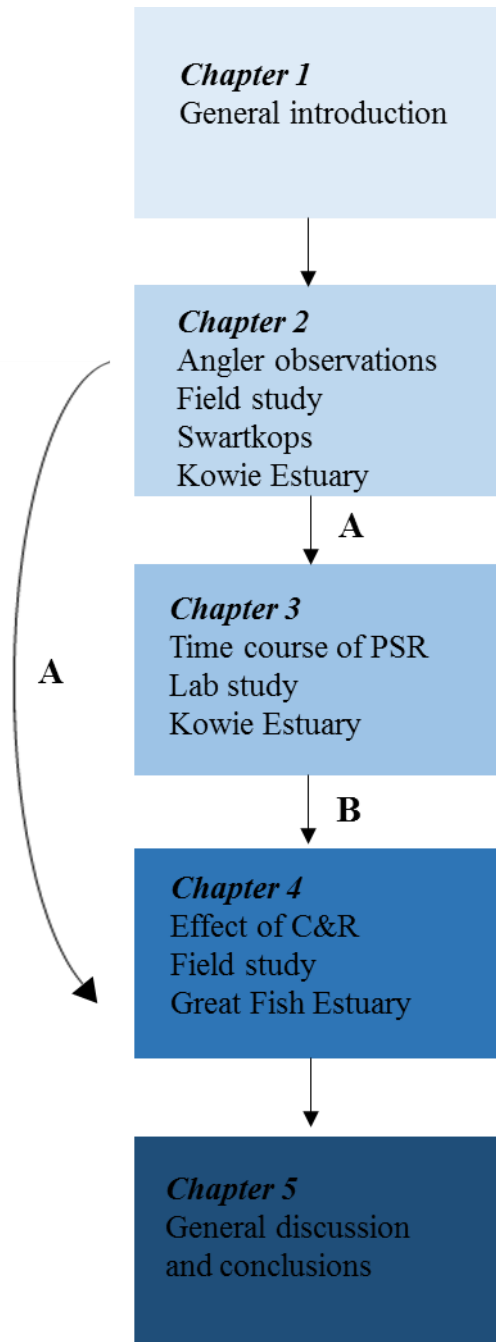 Chapter 1
General introduction
Chapter 2
Angler observations
Field study
Swartkops
Kowie Estuary
A
Chapter 3
Time course of PSR
Lab study
Kowie Estuary
A
B
Chapter 4
Effect of C&R
Field study
Great Fish Estuary
Chapter 5
General discussion
and conclusions